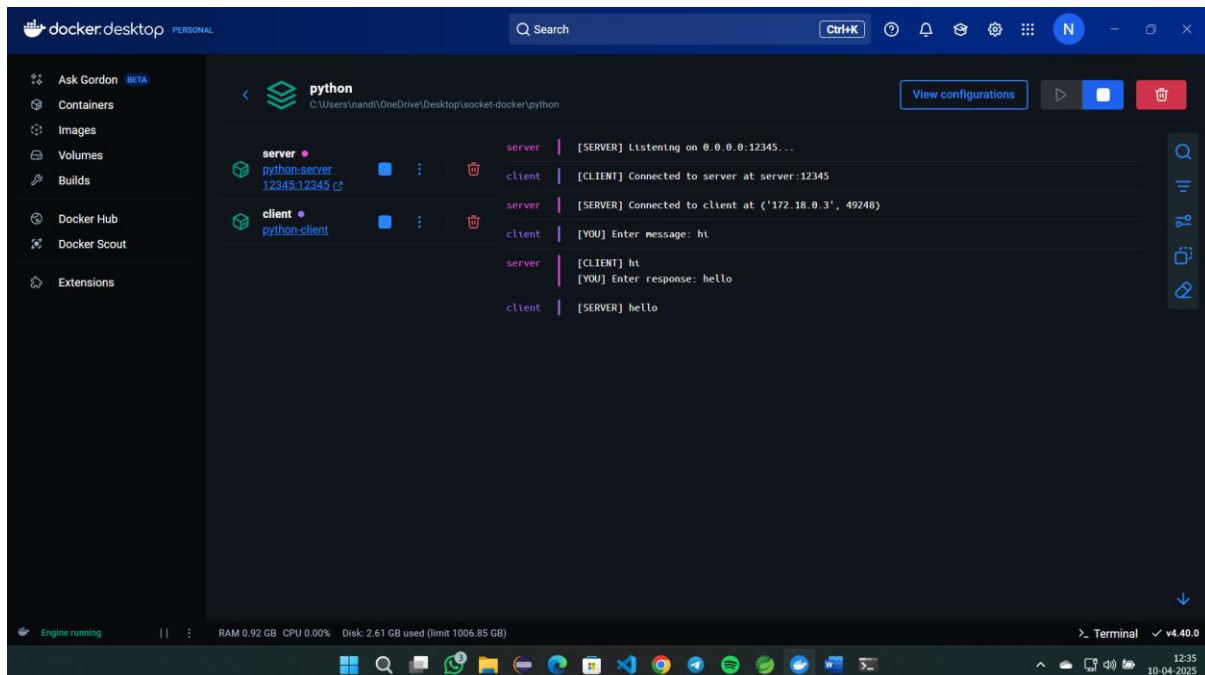 docker.desktop PERSONAL
Search
Ctrl+K
N
Ask Gordon BETA
Containers
Images
Volumes
Builds
Docker Hub
Docker Scout
Extensions
python
C:\Users\nandi\OneDrive\Desktop\socket-docker\python
View configurations
server
python-server
12345:12345
client
python-client
server [SERVER] Listening on 0.0.0.0:12345...
client [CLIENT] Connected to server at server:12345
server [SERVER] Connected to client at ('172.18.0.3', 49248)
client [YOU] Enter message: hi
server [CLIENT] hi
[YOU] Enter response: hello
client [SERVER] hello
Engine running
RAM 0.92 GB CPU 0.00% Disk: 2.61 GB used (limit 1006.85 GB)
>_ Terminal
v4.40.0
3
12:35
10-04-2025